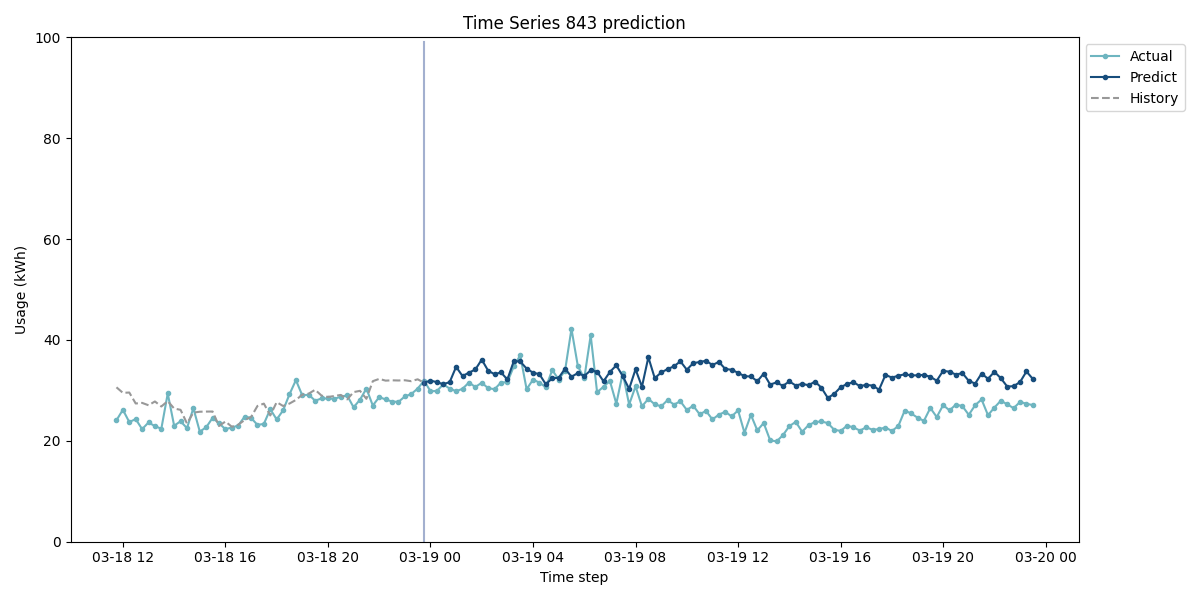 Time Series 843 prediction
Usage (kWh)
100
80
60
40
20
0
03-18 12
03-18 16
03-18 20
03-19 00
03-19 04
03-19 08
03-19 12
03-19 16
03-19 20
03-20 00
Time step
Actual
Predict
History